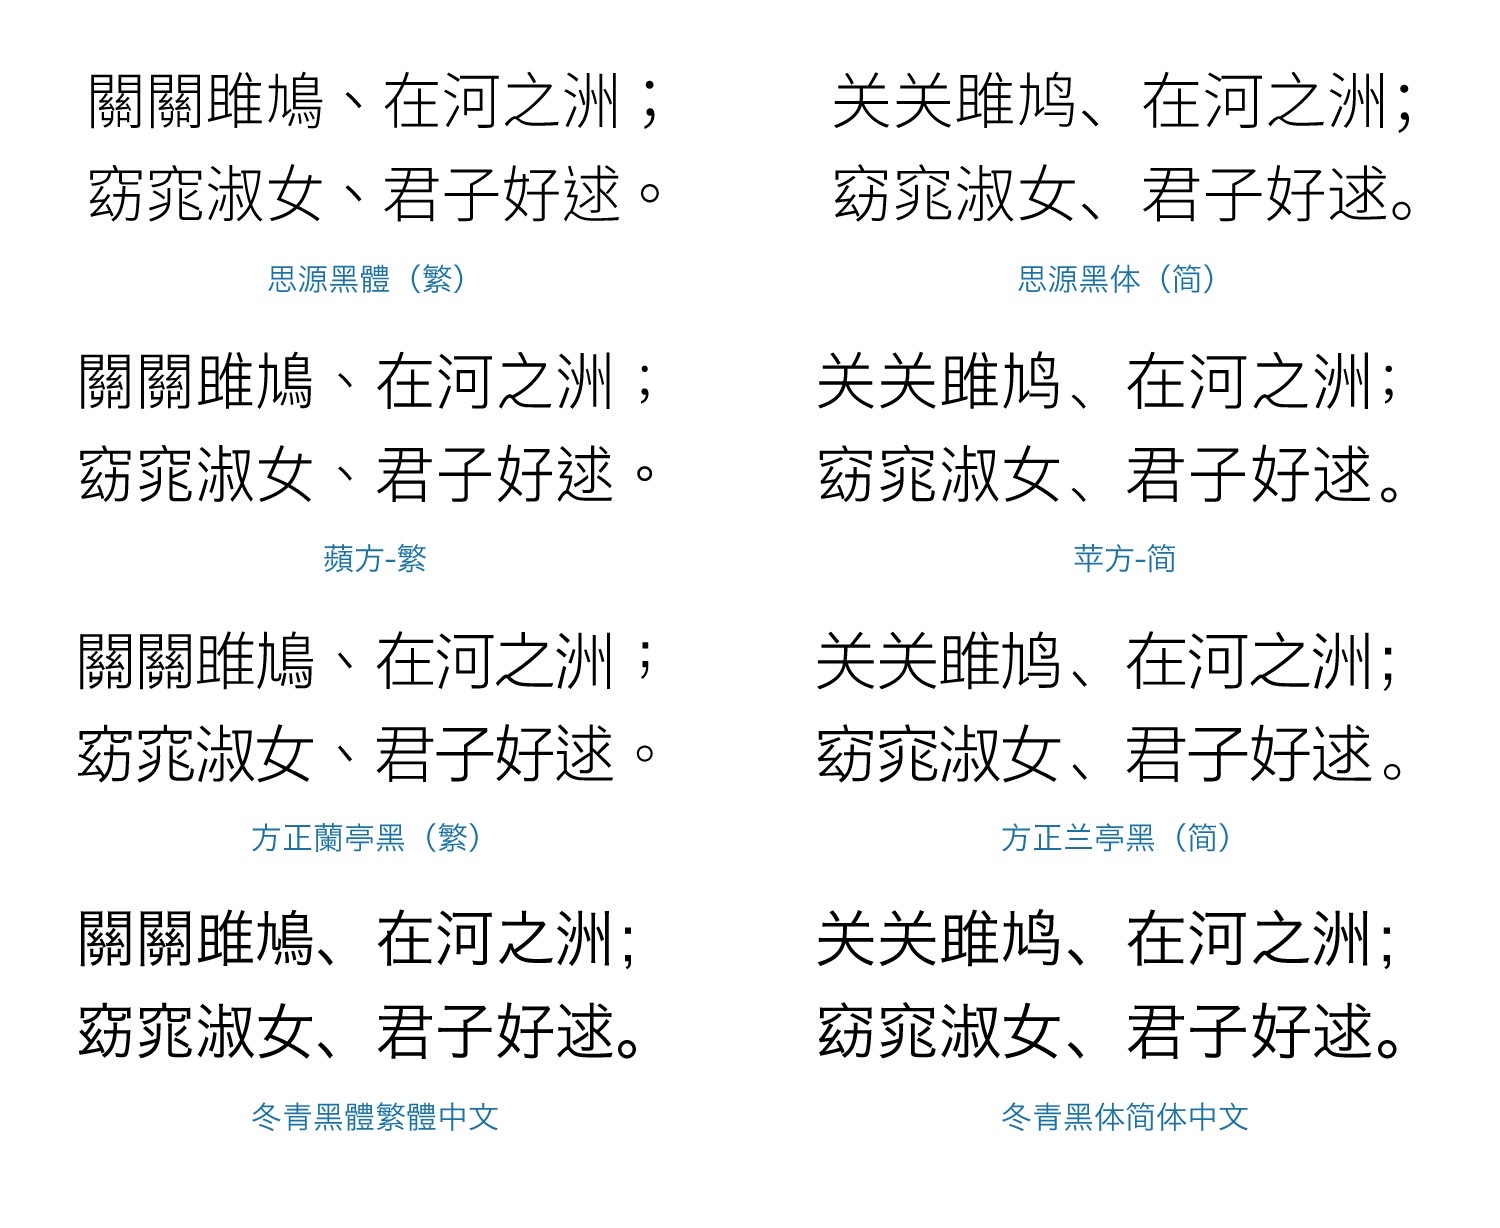 關關雎鳩、在河之洲；
窈窕淑女、君子好逑。
思源黑體（繁）
关关雎鸠、在河之洲；
窈窕淑女、君子好逑。
思源黑体（简）
關關雎鳩、在河之洲；
窈窕淑女、君子好逑。
蘋方-繁
关关雎鸠、在河之洲；
窈窕淑女、君子好逑。
苹方-简
關關雎鳩、在河之洲；
窈窕淑女、君子好逑。
方正蘭亭黑（繁）
关关雎鸠、在河之洲；
窈窕淑女、君子好逑。
方正兰亭黑（简）
關關雎鳩、在河之洲；
窈窕淑女、君子好逑。
冬青黑體繁體中文
关关雎鸠、在河之洲；
窈窕淑女、君子好逑。
冬青黑体简体中文